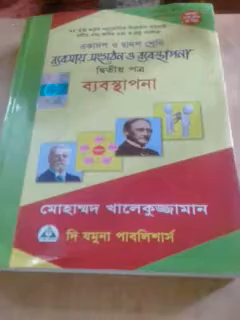 একাদশ ও দ্বাদশ শ্রেণি
ব্যবসায় সংগঠন ও ব্যবস্থাপনা
দ্বিতীয় পত্র
ব্যবস্থাপনা
মোহাম্মদ খালেকুজ্জামান
দি যমুনা পাবলিশার্স